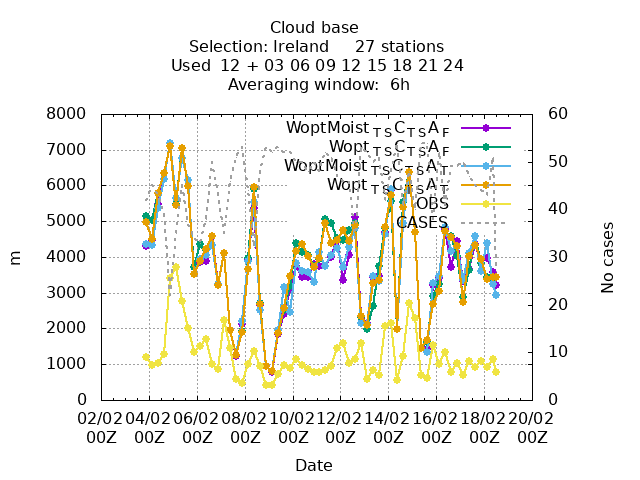 Cloud base
Selection: Ireland 27 stations
Used 12 + 03 06 09 12 15 18 21 24
Averaging window: 6h
8000
7000
6000
5000
4000
3000
2000
1000
0
m
60
50
40
30
20
10
0
No cases
WoptMoist TS C TS A F
Wopt TS C TS A F
WoptMoist TS C TS A T
Wopt TS C TS A T
OBS
CASES
02/02 04/02 06/02 08/02 10/02 12/02 14/02 16/02 18/02 20/02
00Z 00Z 00Z 00Z 00Z 00Z 00Z 00Z 00Z 00Z
Date